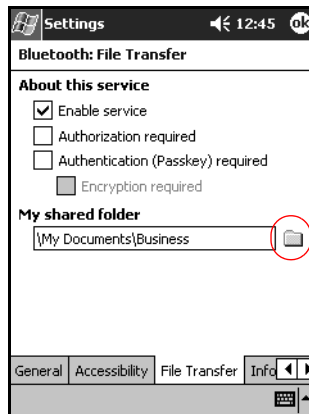 Settings 12:45 ok
Bluetooth: File Transfer
About this service
Enable service
Authorization required
Authentication (Passkey) required
Encryption required
My shared folder
\My Documents\Business
General Accessibility File Transfer Info